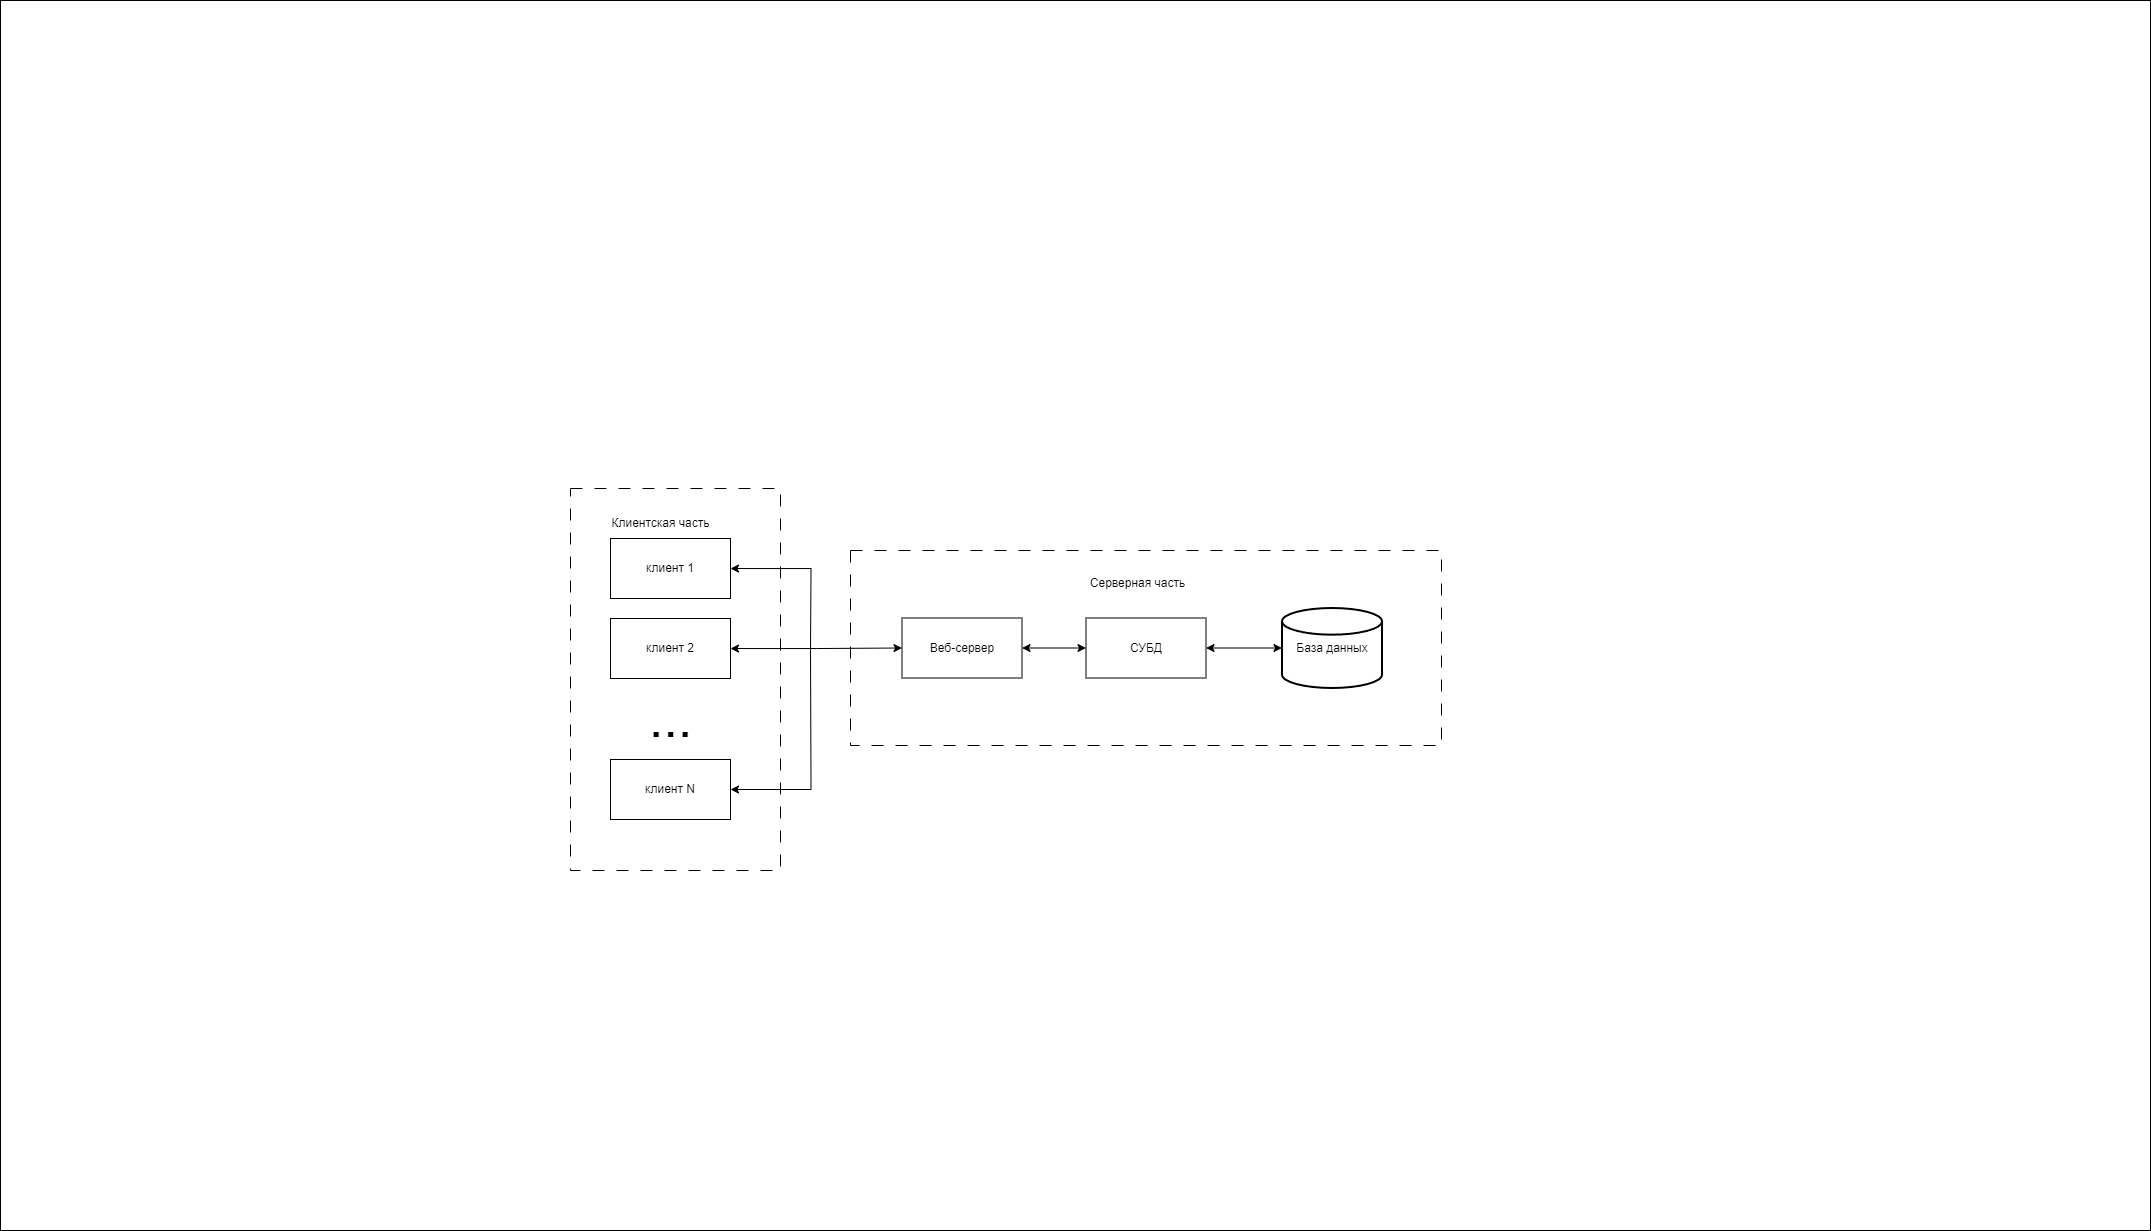 Клиентская часть
клиент 1
клиент 2
...
клиент N
Серверная часть
Веб-сервер
СУБД
База данных